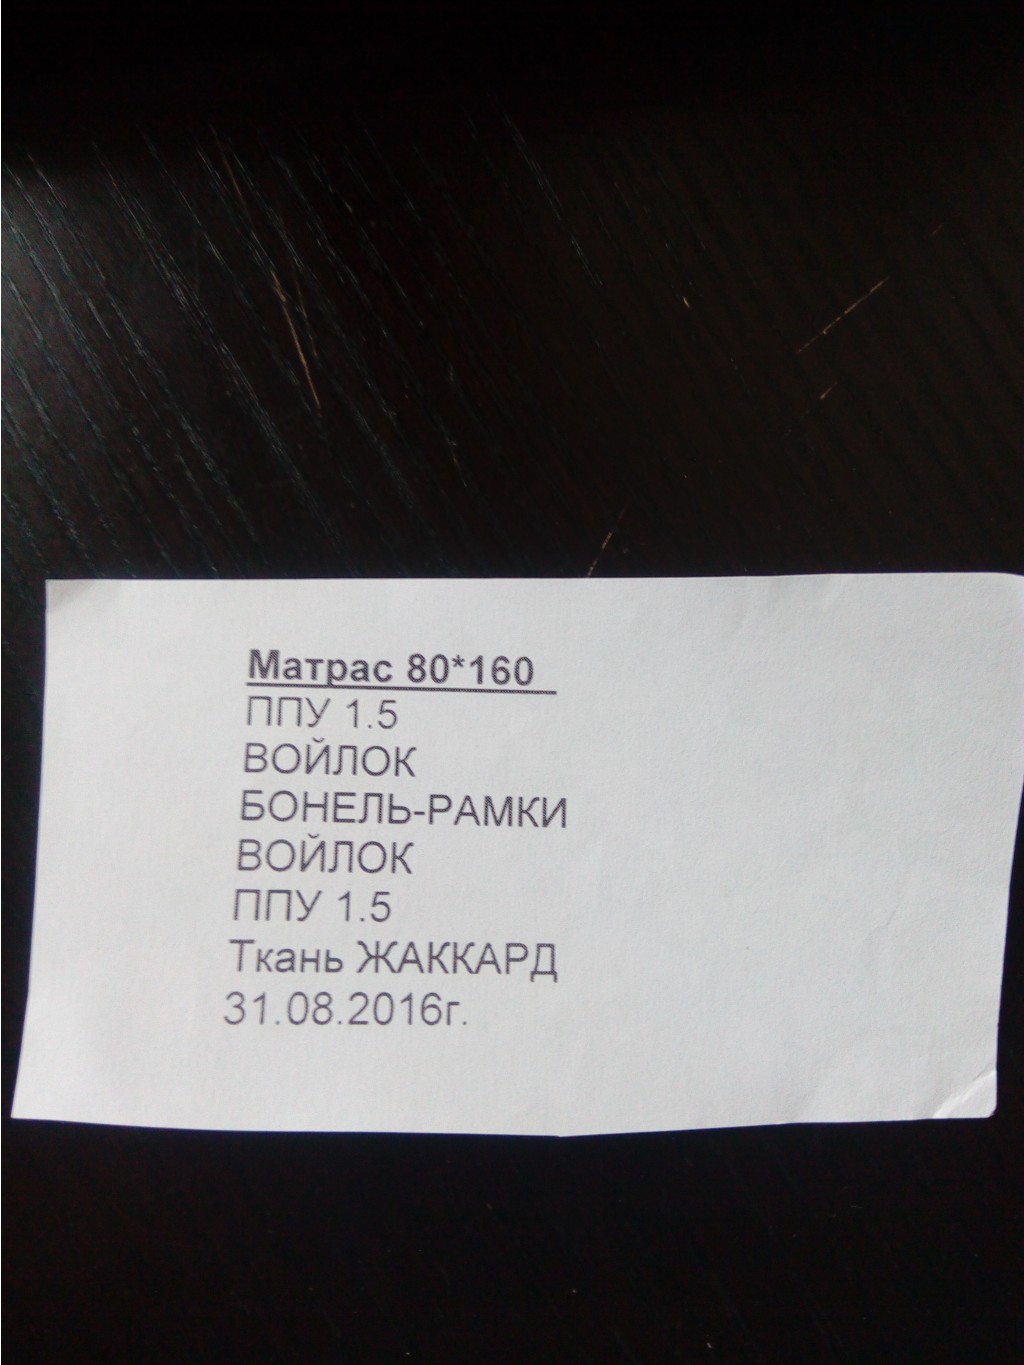 Матрас 80*160
ППУ 1.5
ВОЙЛОК
БОНЕЛЬ-РАМКИ
ВОЙЛОК
ППУ 1.5
Ткань ЖАККАРД
31.08.2016г.